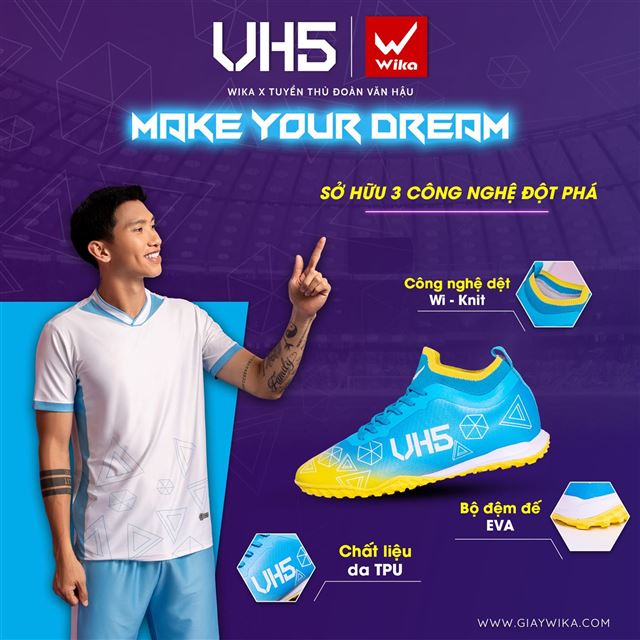 VH5
Wika
WIKA X TUYỂN THỦ ĐOÀN VĂN HẬU
MAKE YOUR DREAM
SỞ HỮU 3 CÔNG NGHỆ ĐỘT PHÁ
Công nghệ dệt
Wi - Knit
Family
VH5
Bộ đệm đế
EVA
Chất liệu
da TPU
VH5
WWW.GIAYWIKA.COM